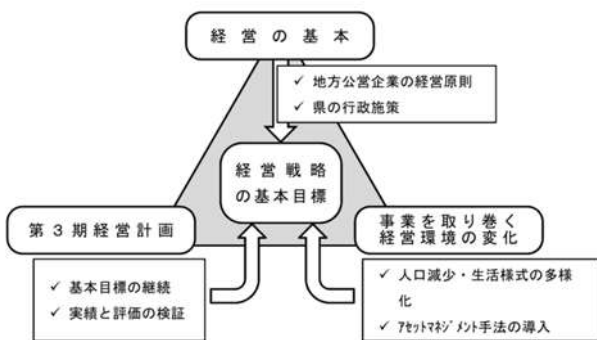 経営の基本
✓ 地方公営企業の経営原則
✓ 県の行政施策
経営戦略
の基本目標
第３期経営計画
事業を取り巻く
経営環境の変化
✓ 基本目標の継続
✓ 実績と評価の検証
✓ 人口減少・生活様式の多様
化
✓ ｱｾｯﾄﾏﾈｼﾞﾒﾝﾄ手法の導入